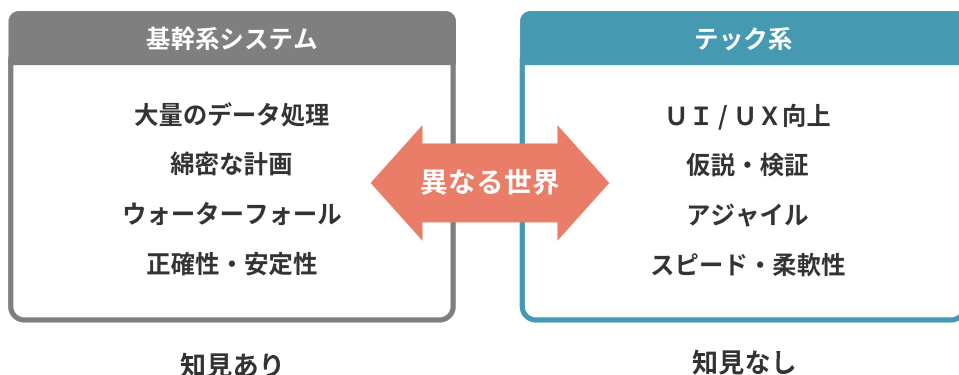 基幹系システム
大量のデータ処理
綿密な計画
ウォーターフォール
正確性・安定性
知見あり
異なる世界
テック系
ＵＩ/ＵＸ向上
仮説・検証
アジャイル
スピード・柔軟性
知見なし